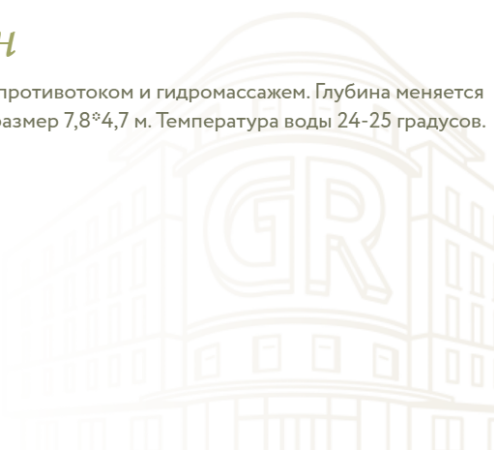 н
противотоком и гидромассажем. Глубина меняется
размер 7,8*4,7 м. Температура воды 24-25 градусов.
GR